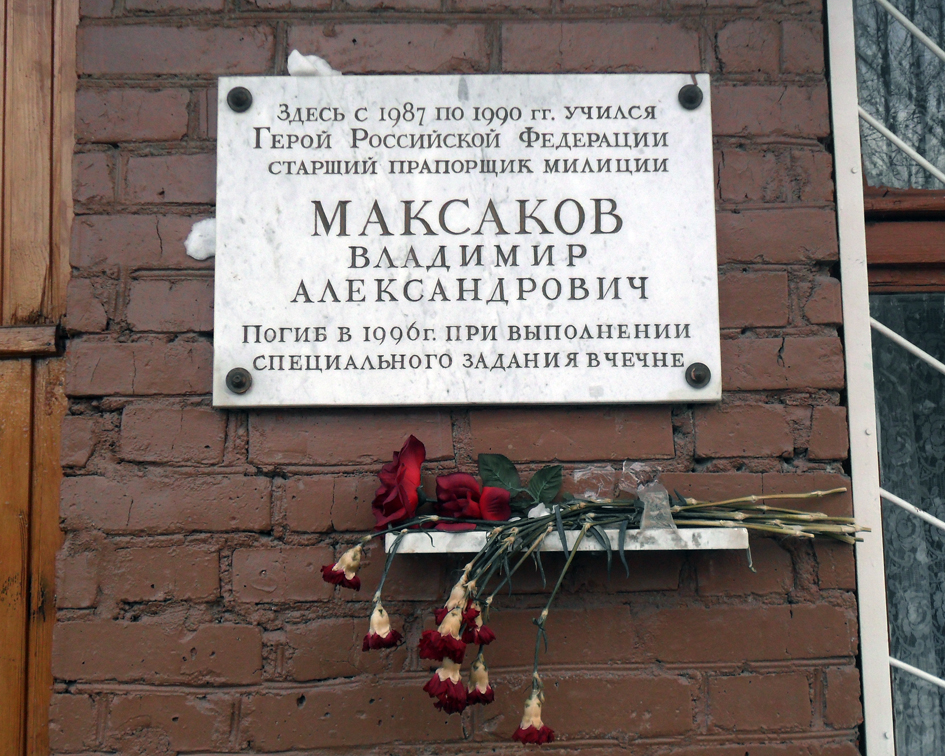 Здесь с 1987 по 1990 гг. учился
Герой Российской Федерации
старший прапорщик милиции
МАКСАКОВ
ВЛАДИМИР
АЛЕКСАНДРОВИЧ
Погиб в 1996г. при выполнении
специального задания в Чечне